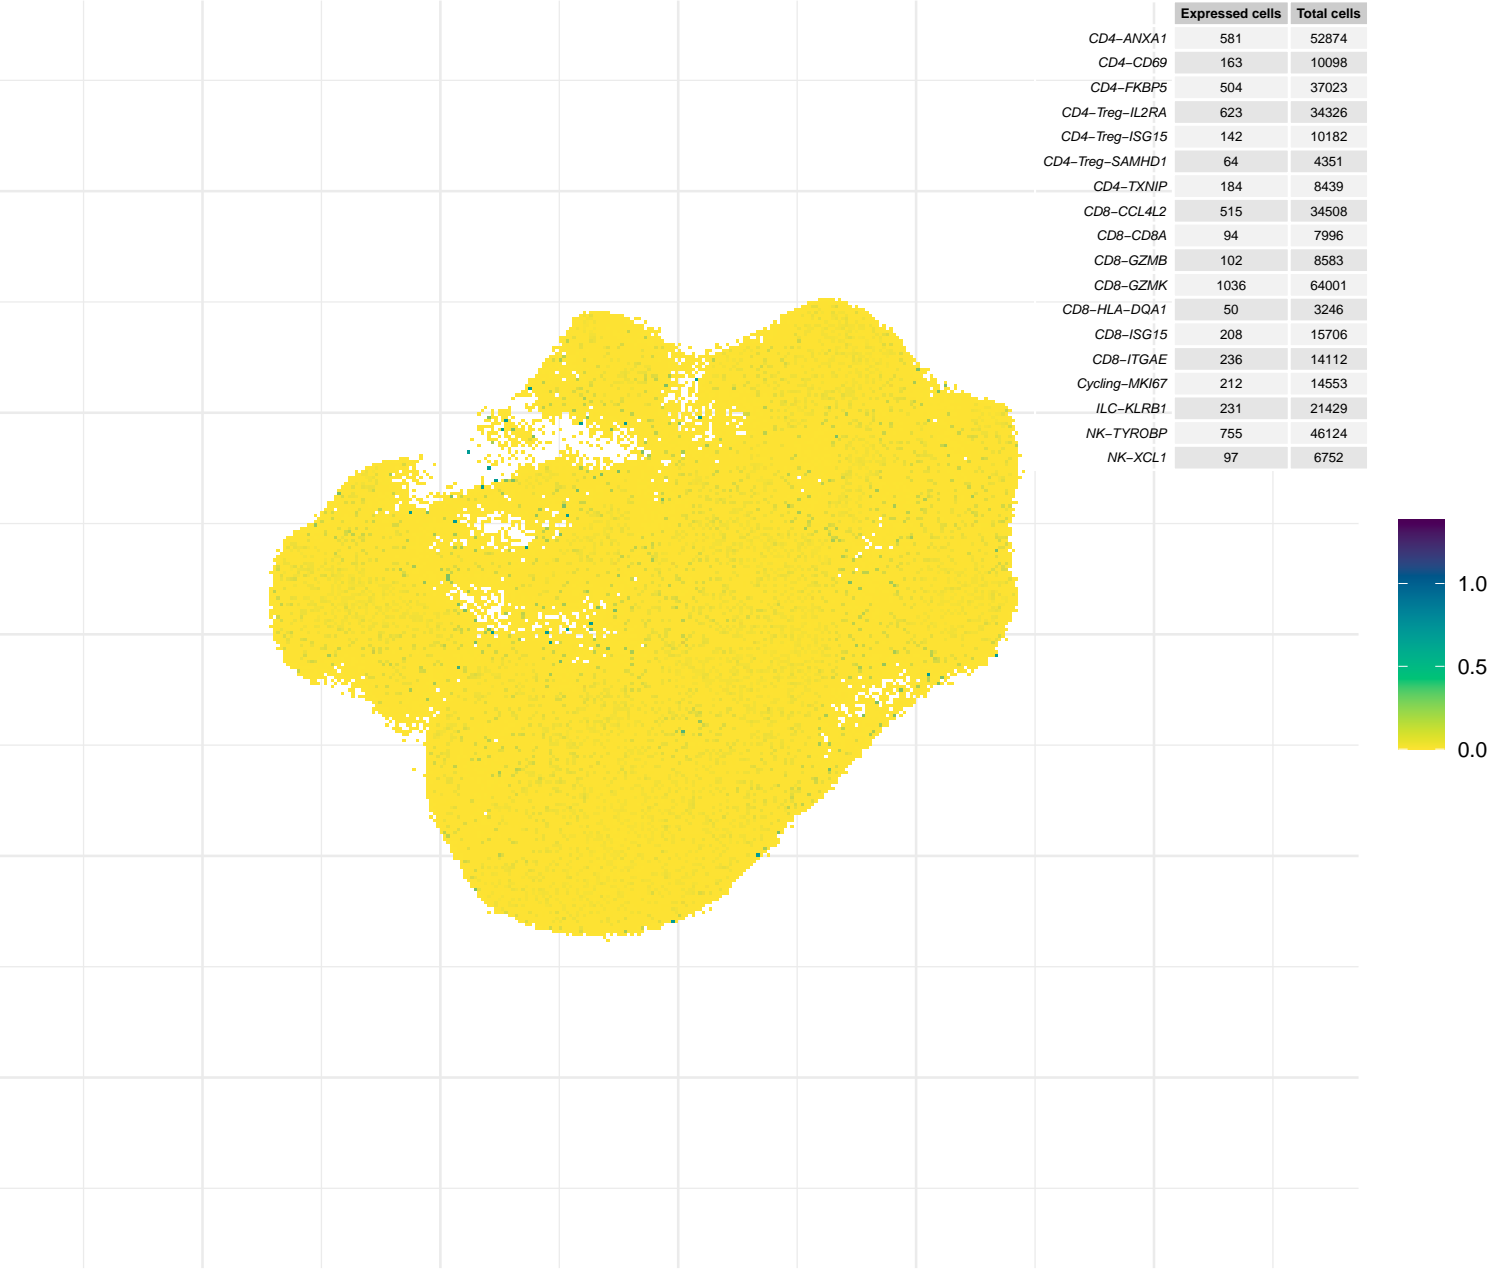 Expressed cells Total cells
CD4−ANXA1 581 52874
CD4−CD69 163 10098
CD4−FKBP5 504 37023
CD4−Treg−IL2RA 623 34326
CD4−Treg−ISG15 142 10182
CD4−Treg−SAMHD1 64 4351
CD4−TXNIP 184 8439
CD8−CCL4L2 515 34508
CD8−CD8A 94 7996
CD8−GZMB 102 8583
CD8−GZMK 1036 64001
CD8−HLA−DQA1 50 3246
CD8−ISG15 208 15706
CD8−ITGAE 236 14112
Cycling−MKI67 212 14553
ILC−KLRB1 231 21429
NK−TYROBP 755 46124
NK−XCL1 97 6752
1.0
0.5
0.0